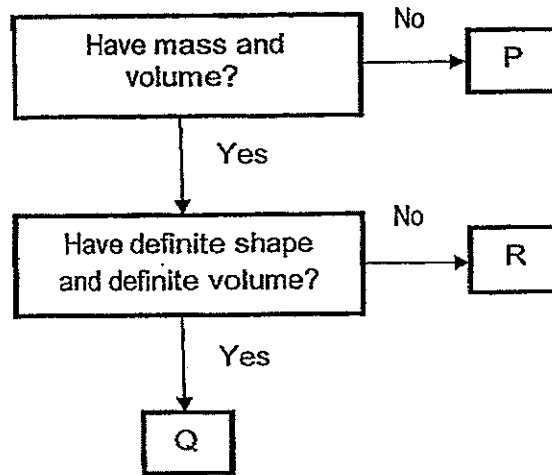 Have mass and
volume?
No
P
Yes
Have definite shape
and definite volume?
No
R
Yes
Q